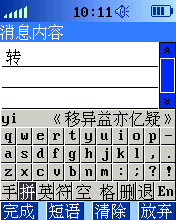 10:11
消息内容
转
yi 《移异益亦亿疑》
q w e r t y u i o p -
a s d f g h j k l , .
z x c v b n m : ; ? !
手 拼 英 符 空 格 删 退 En
完成 短语 清除 放弃